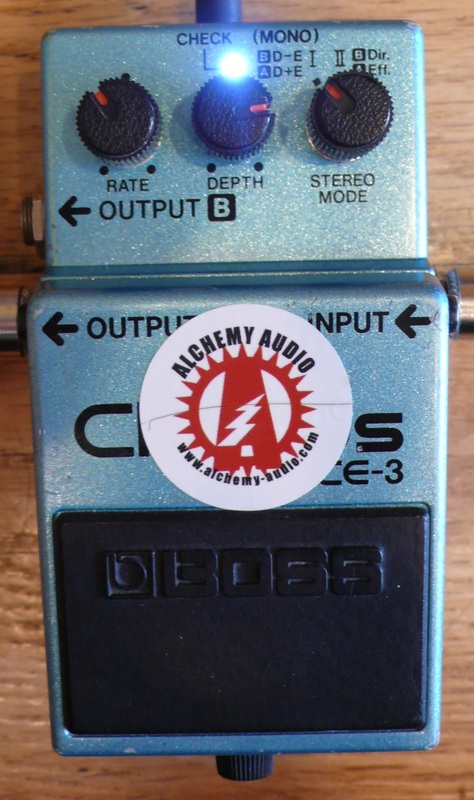 CHECK (MONO)
B D-E I II B Dir.
A D+E A Eff.
RATE DEPTH STEREO
MODE
← OUTPUT B
← INPUT ←
ALCHEMY AUDIO
A
www.alchemy-audio.com
CE-3
BOSS